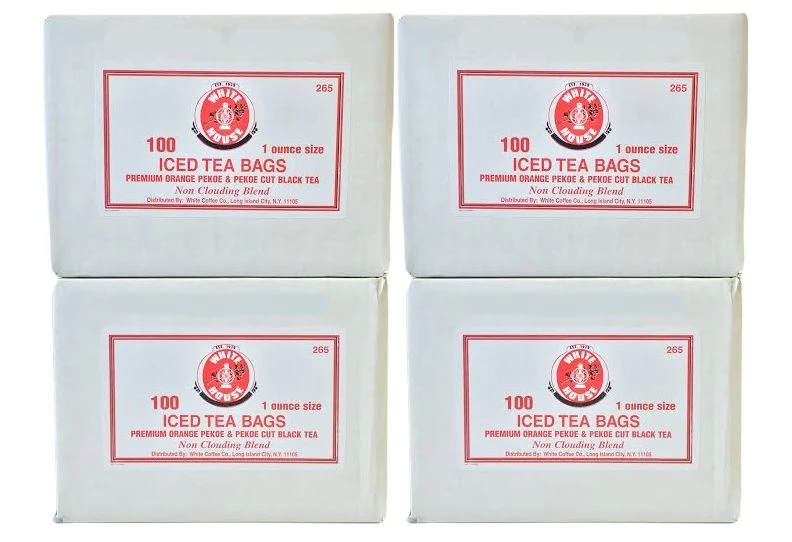 265
EST. 1939
WHITE
HOUSE
100 1 ounce size
ICED TEA BAGS
PREMIUM ORANGE PEKOE & PEKOE CUT BLACK TEA
Non Clouding Blend
Distributed By: White Coffee Co., Long Island City, N.Y. 11105
265
EST. 1939
WHITE
HOUSE
100 1 ounce size
ICED TEA BAGS
PREMIUM ORANGE PEKOE & PEKOE CUT BLACK TEA
Non Clouding Blend
Distributed By: White Coffee Co., Long Island City, N.Y. 11105
265
EST. 1939
WHITE
HOUSE
100 1 ounce size
ICED TEA BAGS
PREMIUM ORANGE PEKOE & PEKOE CUT BLACK TEA
Non Clouding Blend
Distributed By: White Coffee Co., Long Island City, N.Y. 11105
265
EST. 1939
WHITE
HOUSE
100 1 ounce size
ICED TEA BAGS
PREMIUM ORANGE PEKOE & PEKOE CUT BLACK TEA
Non Clouding Blend
Distributed By: White Coffee Co., Long Island City, N.Y. 11105